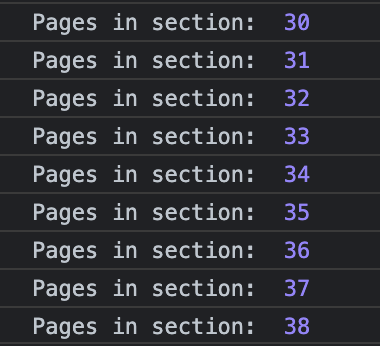 Pages in section: 30
Pages in section: 31
Pages in section: 32
Pages in section: 33
Pages in section: 34
Pages in section: 35
Pages in section: 36
Pages in section: 37
Pages in section: 38